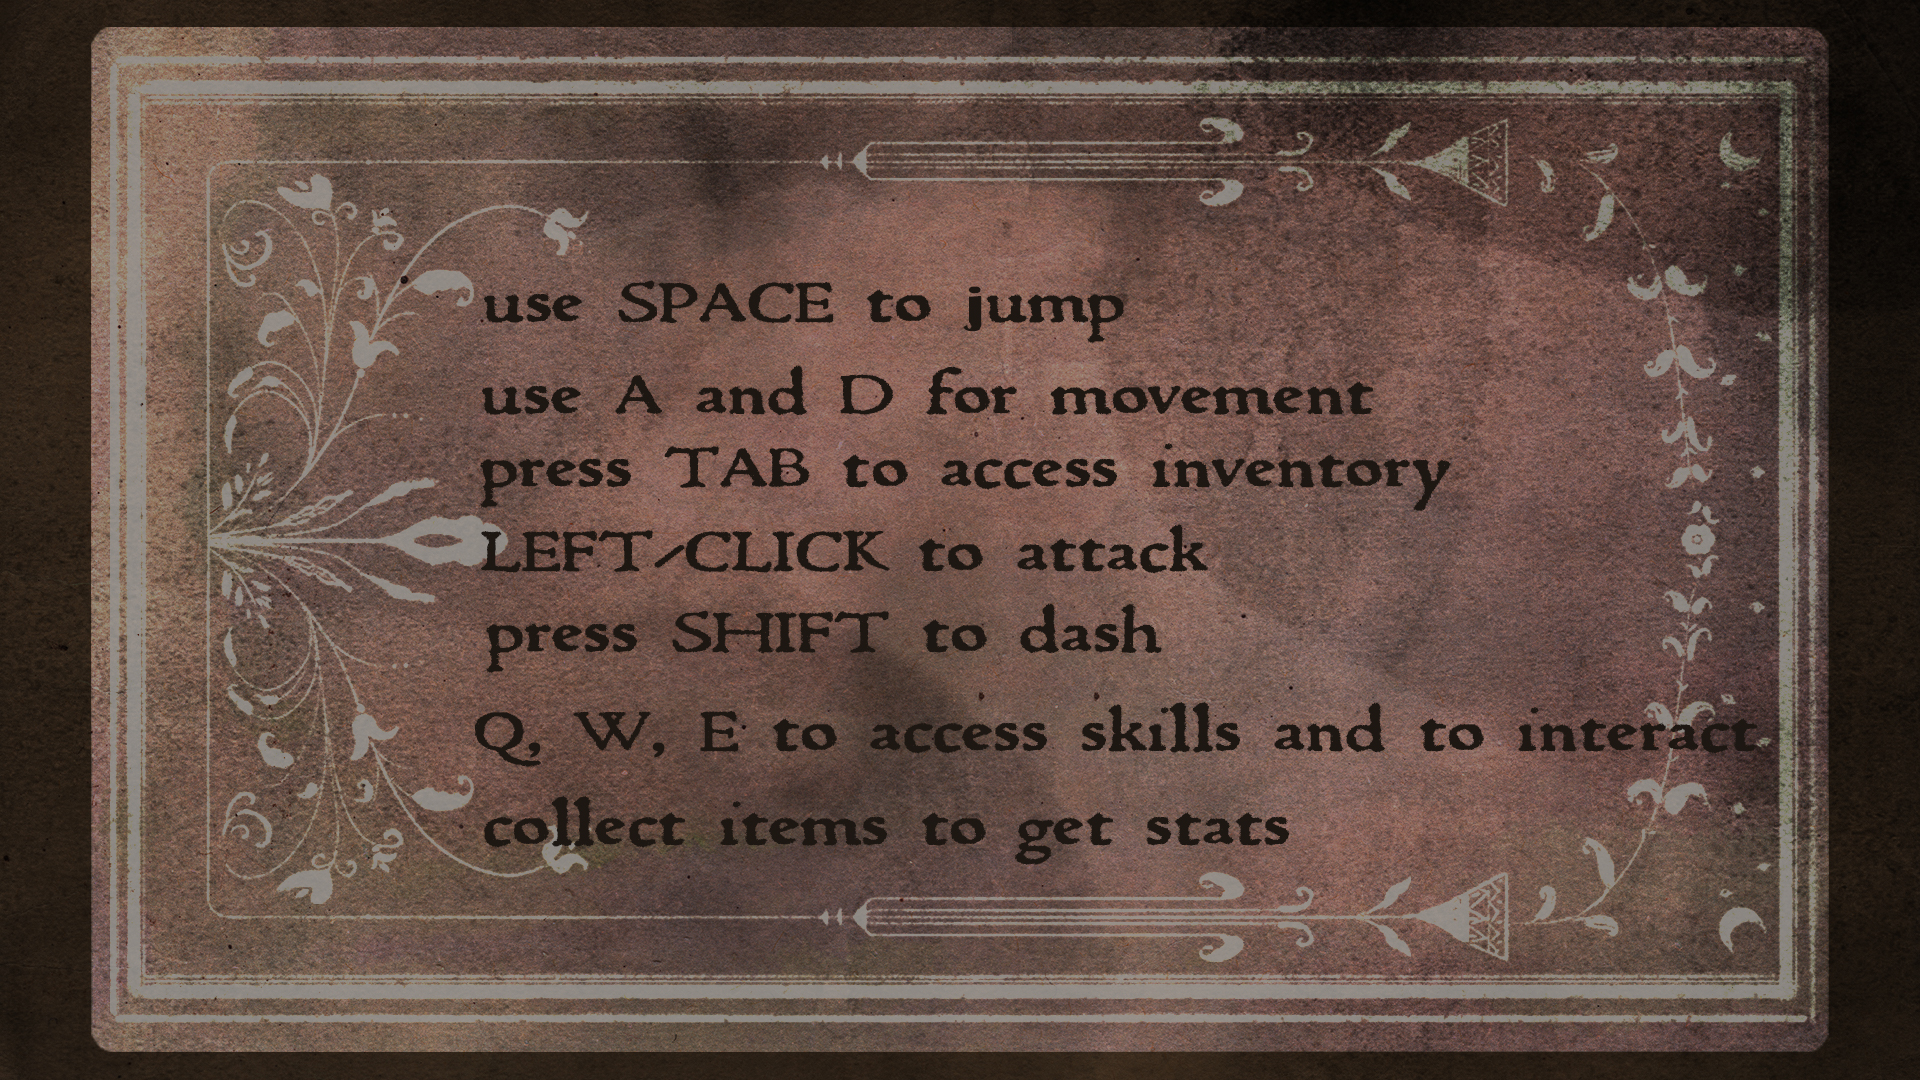 use SPACE to jump
use A and D for movement
press TAB to access inventory
LEFT/CLICK to attack
press SHIFT to dash
Q, W, E to access skills and to interact
collect items to get stats